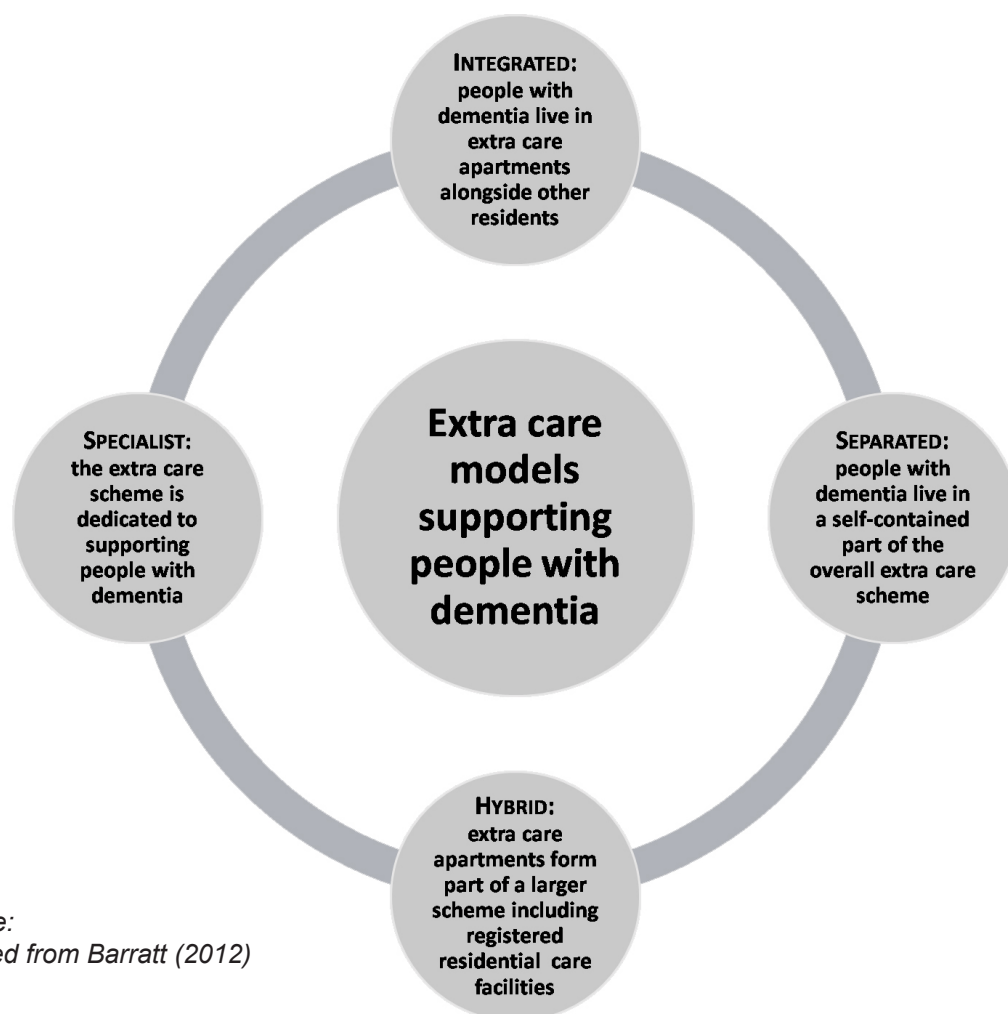 INTEGRATED:
people with
dementia live in
extra care
apartments
alongside other
residents
SPECIALIST:
the extra care
scheme is
dedicated to
supporting
people with
dementia
Extra care
models
supporting
people with
dementia
SEPARATED:
people with
dementia live in
a self-contained
part of the
overall extra care
scheme
HYBRID:
extra care
apartments form
part of a larger
scheme including
registered
residential care
facilities
e:
ed from Barratt (2012)